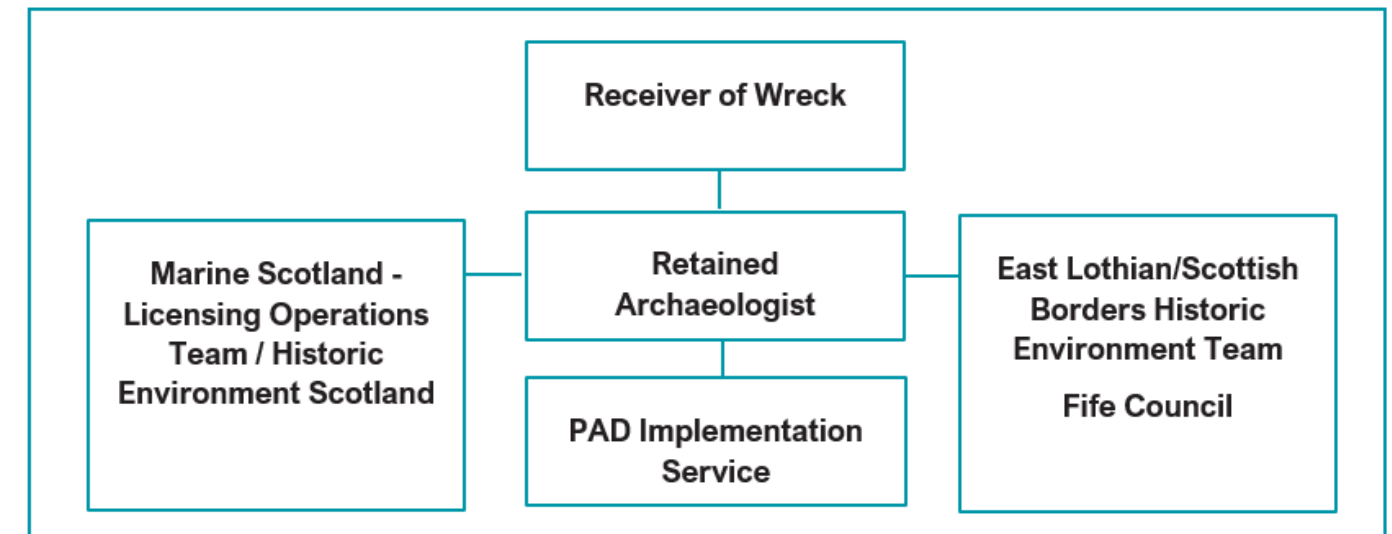 Receiver of Wreck
Marine Scotland -
Licensing Operations
Team / Historic
Environment Scotland
Retained
Archaeologist
East Lothian/Scottish
Borders Historic
Environment Team
Fife Council
PAD Implementation
Service